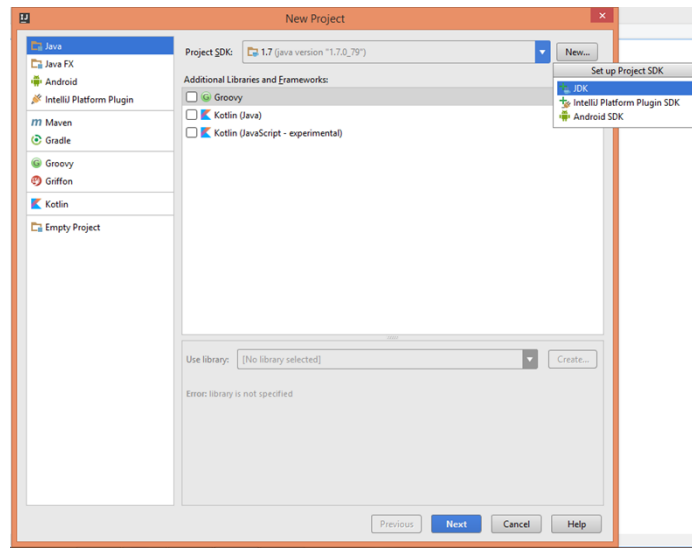 New Project
Java
Java FX
Android
IntelliJ Platform Plugin
Maven
Gradle
Groovy
Griffon
Kotlin
Empty Project
Project SDK: 1.7 (java version "1.7.0_79") New...
Set up Project SDK
JDK
IntelliJ Platform Plugin SDK
Android SDK
Additional Libraries and Frameworks:
Groovy
Kotlin (Java)
Kotlin (JavaScript - experimental)
Use library: [No library selected] Create...
Error: library is not specified
Previous Next Cancel Help